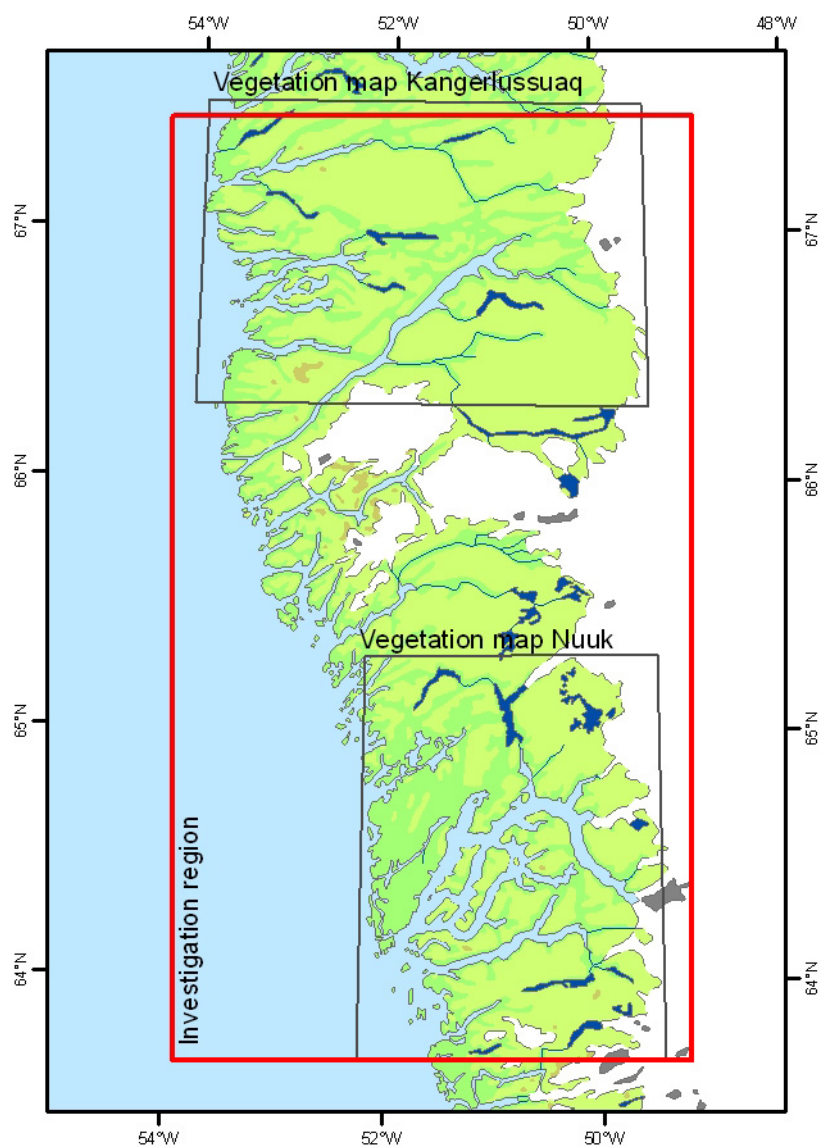 54°W 52°W 50°W 48°W
Vegetation map Kangerlussuaq
67°N 67°N
66°N 66°N
Vegetation map Nuuk
65°N 65°N
Investigation region
64°N 64°N
54°W 52°W 50°W